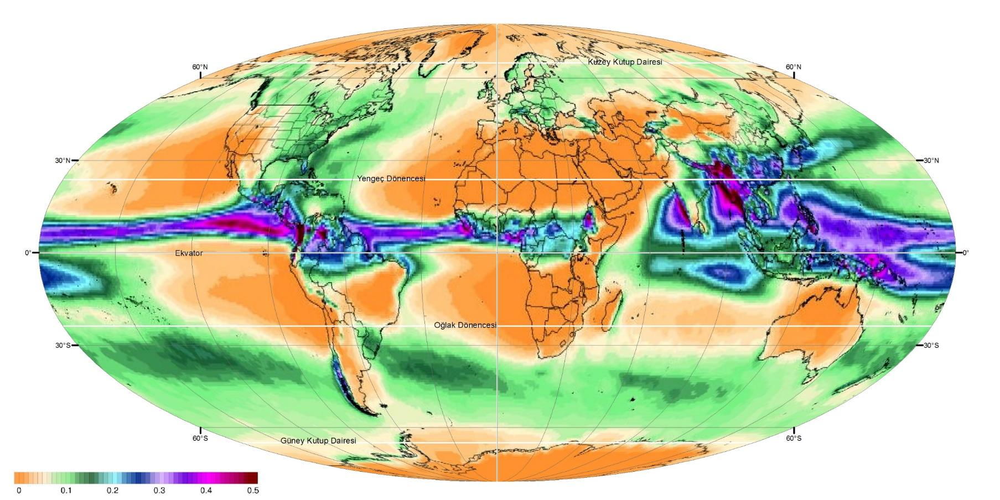 Kuzey Kutup Dairesi
60°N
60°N
30°N
30°N
Yengeç Dönencesi
Ekvator
0°
0°
Oğlak Dönencesi
30°S
30°S
60°S
Güney Kutup Dairesi
60°S
0 0.1 0.2 0.3 0.4 0.5